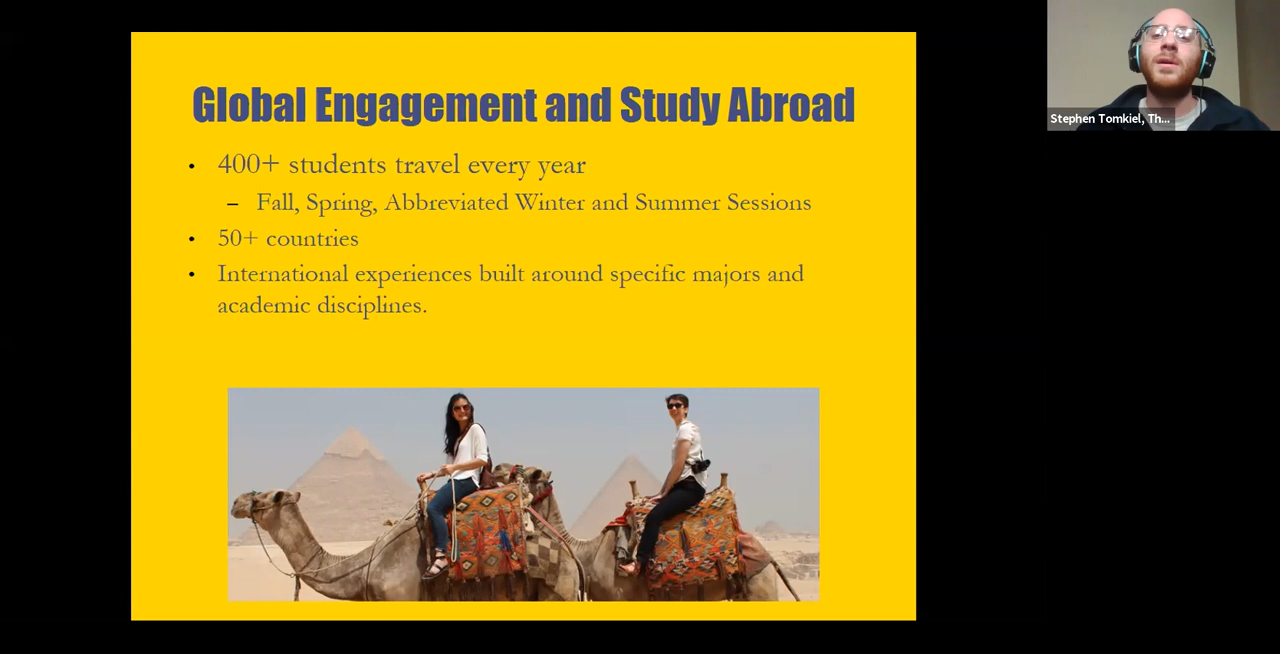 Global Engagement and Study Abroad
• 400+ students travel every year
– Fall, Spring, Abbreviated Winter and Summer Sessions
• 50+ countries
• International experiences built around specific majors and
academic disciplines.
Stephen Tomkiel, Th...